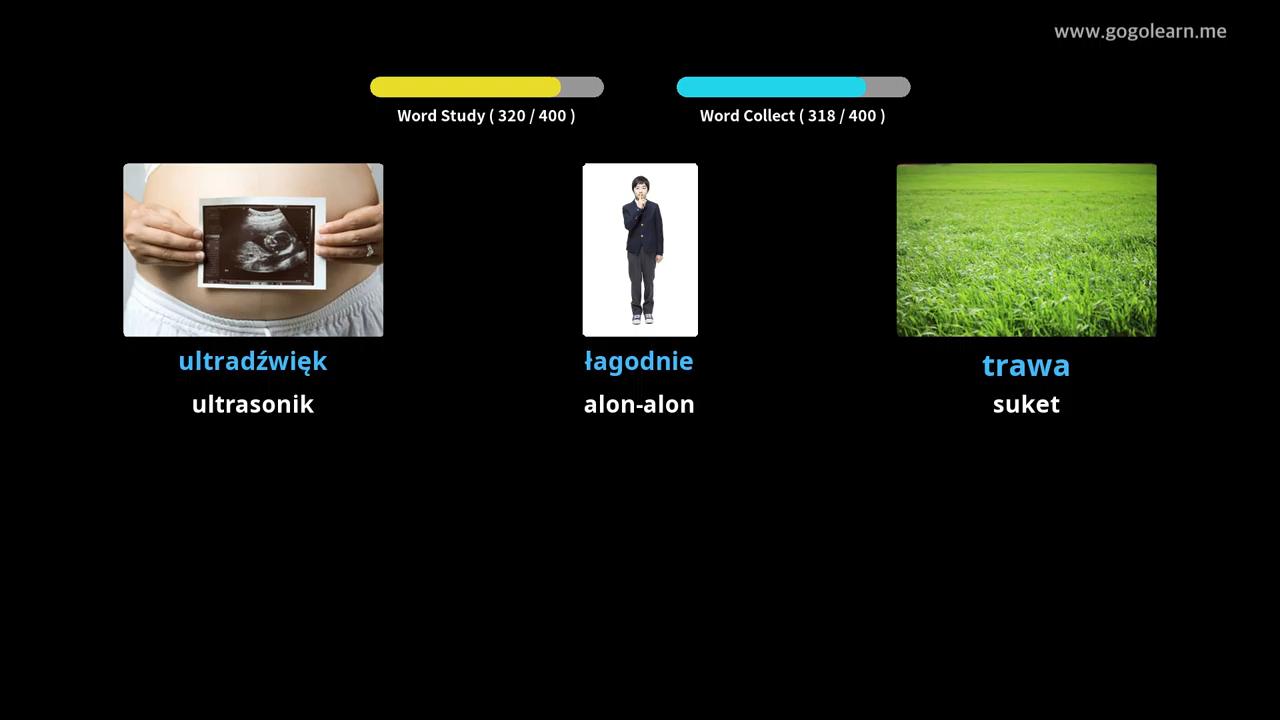 www.gogolearn.me
Word Study ( 320 / 400 )
Word Collect ( 318 / 400 )
ultradźwięk
łagodnie
trawa
ultrasonik
alon-alon
suket